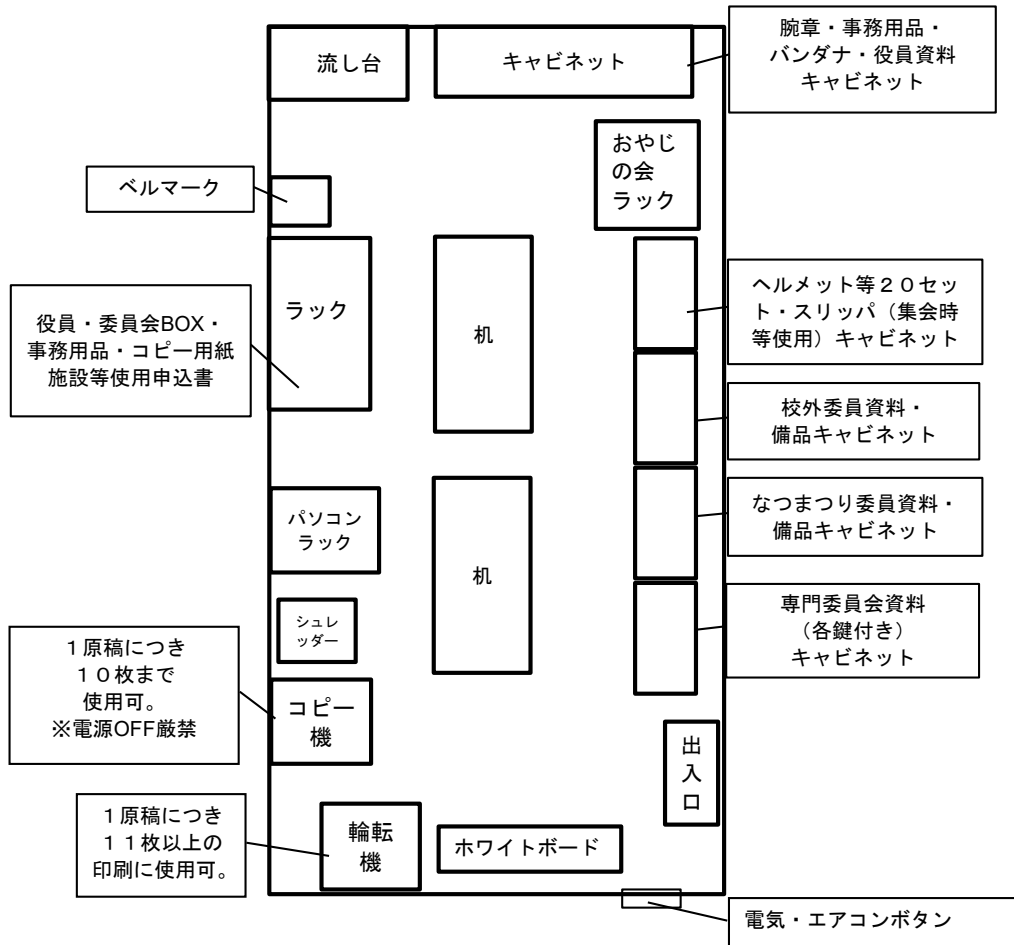 流し台
キャビネット
腕章・事務用品・
バンダナ・役員資料
キャビネット
おやじ
の会
ラック
ベルマーク
ラック
机
ヘルメット等２０セッ
ト・スリッパ（集会時
等使用）キャビネット
役員・委員会BOX・
事務用品・コピー用紙
施設等使用申込書
校外委員資料・
備品キャビネット
パソコン
ラック
机
なつまつり委員資料・
備品キャビネット
シュレ
ッダー
専門委員会資料
（各鍵付き）
キャビネット
１原稿につき
１０枚まで
使用可。
※電源OFF厳禁
コピー
機
出
入
口
１原稿につき
１１枚以上の
印刷に使用可。
輪転
機
ホワイトボード
電気・エアコンボタン